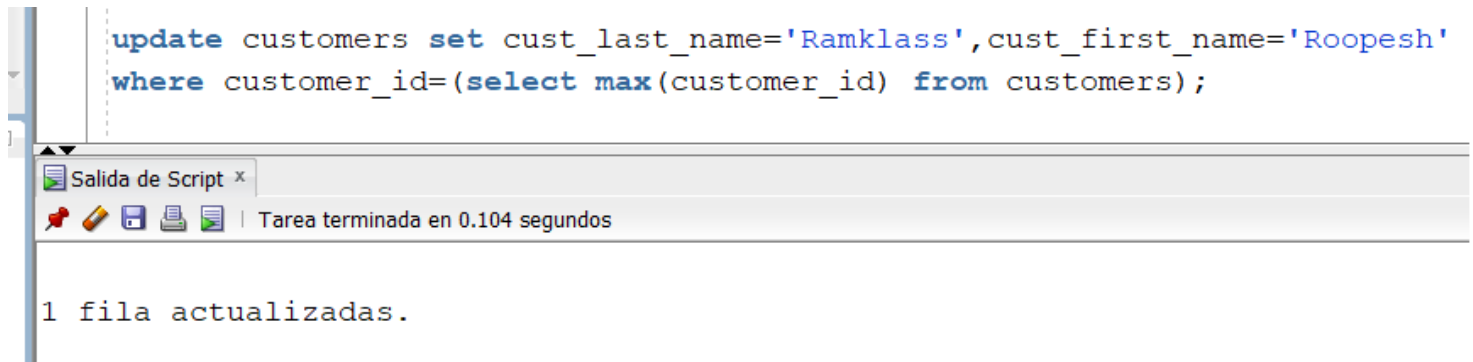 update customers set cust_last_name='Ramklass',cust_first_name='Roopesh'
where customer_id=(select max(customer_id) from customers);
Salida de Script x
Tarea terminada en 0.104 segundos
1 fila actualizadas.